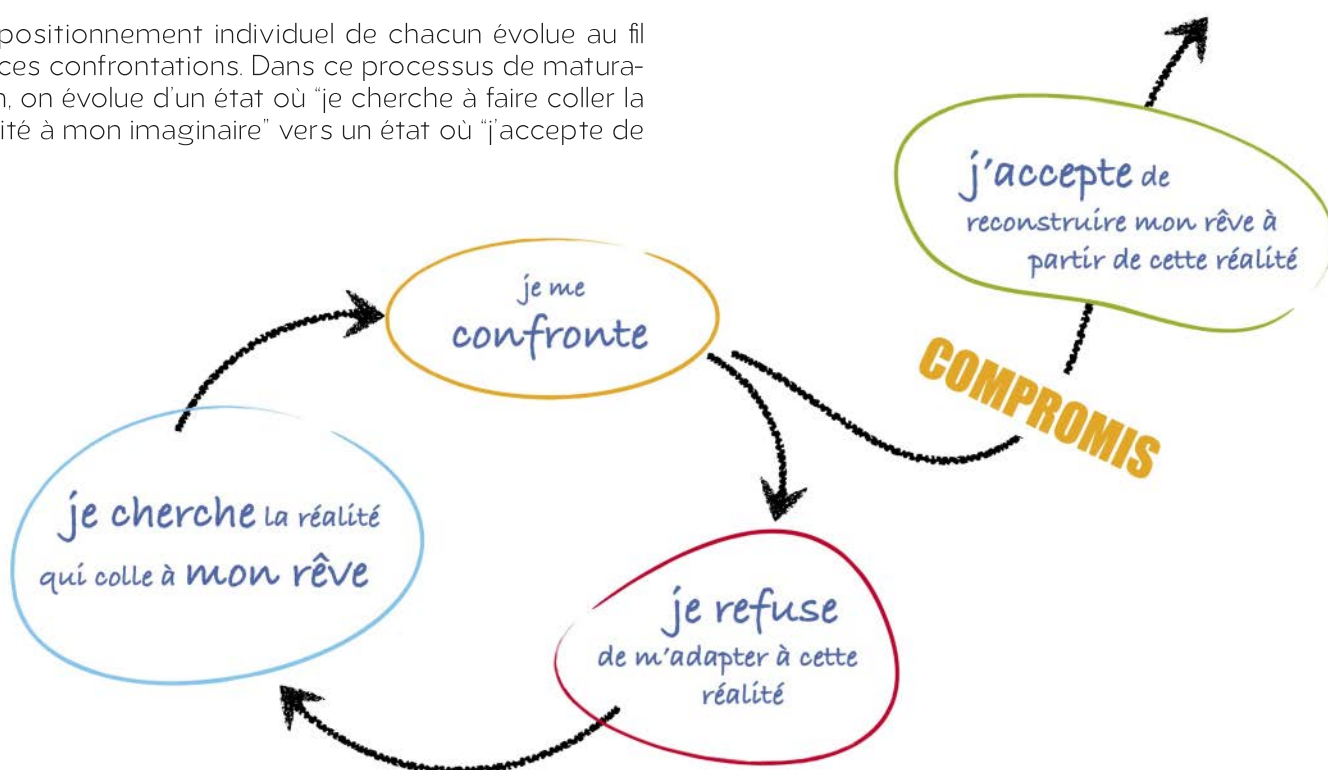 positionnement individuel de chacun évolue au fil
ces confrontations. Dans ce processus de matura-
n, on évolue d'un état où “je cherche à faire coller la
ité à mon imaginaire” vers un état où “j'accepte de
j'accepte de
reconstruire mon rêve à
partir de cette réalité
je me
confronte
COMPROMIS
je cherche la réalité
qui colle à mon rêve
je refuse
de m'adapter à cette
réalité